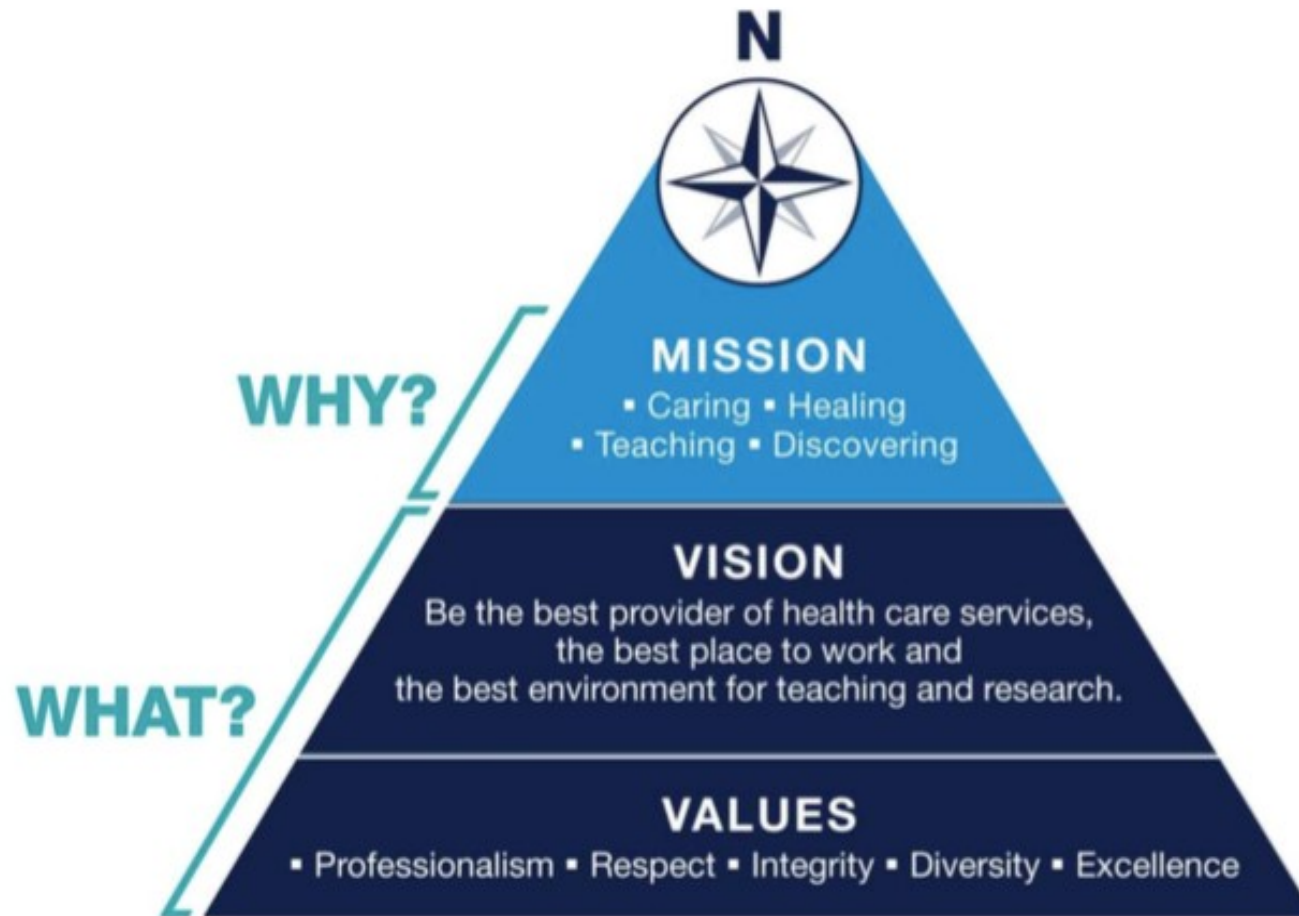 N
MISSION
▪ Caring ▪ Healing
▪ Teaching ▪ Discovering
WHY?
VISION
Be the best provider of health care services,
the best place to work and
the best environment for teaching and research.
WHAT?
VALUES
▪ Professionalism ▪ Respect ▪ Integrity ▪ Diversity ▪ Excellence